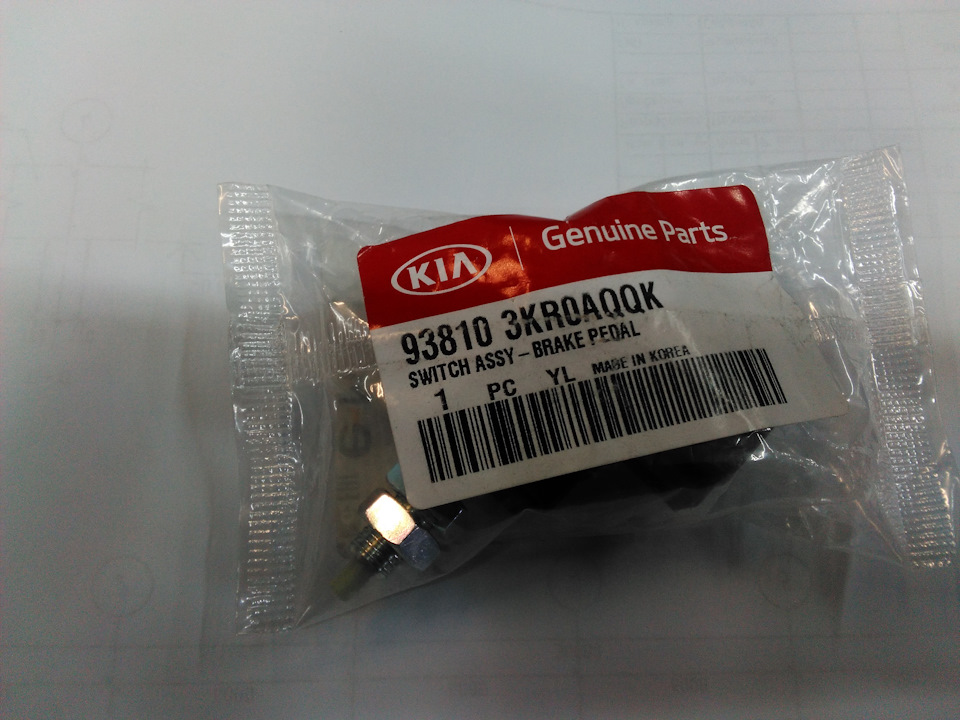 KIA Genuine Parts
93810 3KR0AQQK
SWITCH ASSY - BRAKE PEDAL
1 PC YL MADE IN KOREA